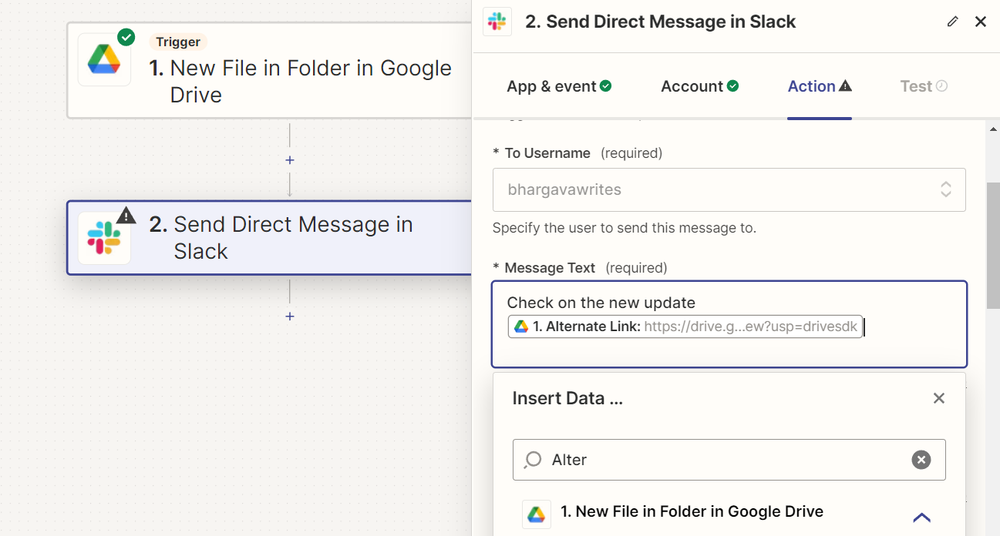 Trigger
1. New File in Folder in Google
Drive
2. Send Direct Message in
Slack
2. Send Direct Message in Slack
App & event
Account
Action
Test
* To Username (required)
bhargavawrites
Specify the user to send this message to.
* Message Text (required)
Check on the new update
1. Alternate Link: https://drive.g...ew?usp=drivesdk
Insert Data ...
Alter
1. New File in Folder in Google Drive